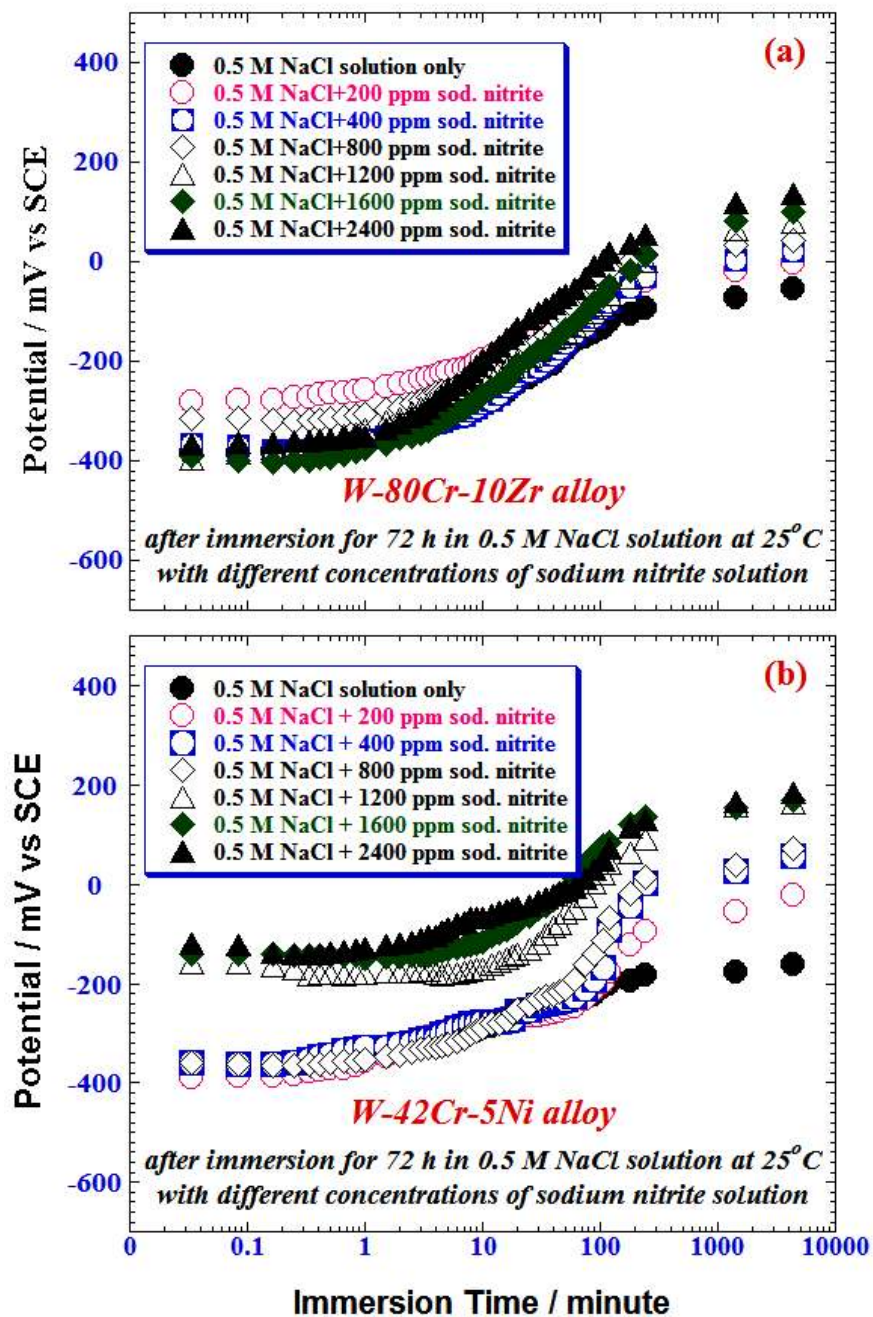 (a)
400
200
0
-200
-400
-600
Potential / mV vs SCE
0.5 M NaCl solution only
0.5 M NaCl+200 ppm sod. nitrite
0.5 M NaCl+400 ppm sod. nitrite
0.5 M NaCl+800 ppm sod. nitrite
0.5 M NaCl+1200 ppm sod. nitrite
0.5 M NaCl+1600 ppm sod. nitrite
0.5 M NaCl+2400 ppm sod. nitrite
W-80Cr-10Zr alloy
after immersion for 72 h in 0.5 M NaCl solution at 25°C
with different concentrations of sodium nitrite solution
(b)
400
200
0
-200
-400
-600
Potential / mV vs SCE
0.5 M NaCl solution only
0.5 M NaCl + 200 ppm sod. nitrite
0.5 M NaCl + 400 ppm sod. nitrite
0.5 M NaCl + 800 ppm sod. nitrite
0.5 M NaCl + 1200 ppm sod. nitrite
0.5 M NaCl + 1600 ppm sod. nitrite
0.5 M NaCl + 2400 ppm sod. nitrite
W-42Cr-5Ni alloy
after immersion for 72 h in 0.5 M NaCl solution at 25°C
with different concentrations of sodium nitrite solution
0 0.1 1 10 100 1000 10000
Immersion Time / minute